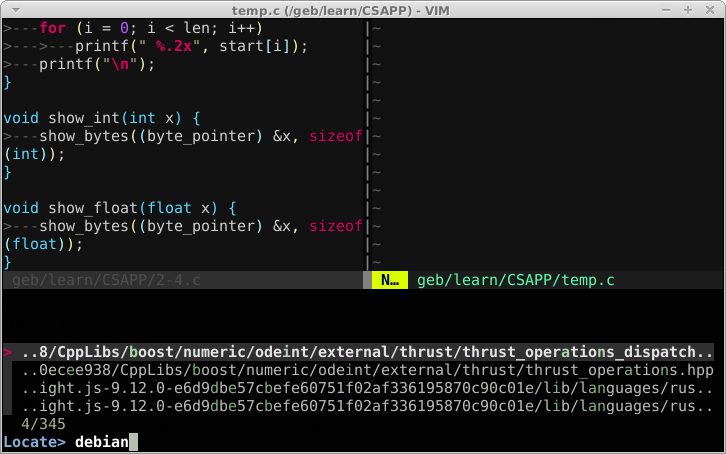 temp.c (/geb/learn/CSAPP) - VIM
>---for (i = 0; i < len; i++)
>--->---printf(" %.2x", start[i]);
>---printf("\n");
}
void show_int(int x) {
>---show_bytes((byte_pointer) &x, sizeof
(int));
}
void show_float(float x) {
>---show_bytes((byte_pointer) &x, sizeof
(float));
}
geb/learn/CSAPP/2-4.c
N… geb/learn/CSAPP/temp.c
> ..8/CppLibs/boost/numeric/odeint/external/thrust/thrust_operations_dispatch..
..0ecee938/CppLibs/boost/numeric/odeint/external/thrust/thrust_operations.hpp
..ight.js-9.12.0-e6d9dbe57cbefe60751f02af336195870c90c01e/lib/languages/rus..
..ight.js-9.12.0-e6d9dbe57cbefe60751f02af336195870c90c01e/lib/languages/rus..
4/345
Locate> debian